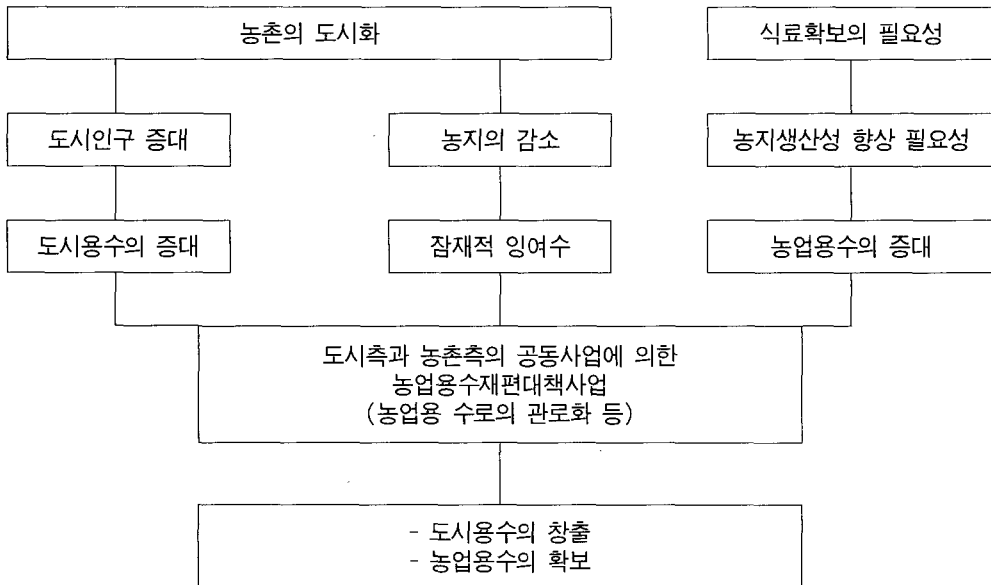 농촌의 도시화
식료확보의 필요성
도시인구 증대
농지의 감소
농지생산성 향상 필요성
도시용수의 증대
잠재적 잉여수
농업용수의 증대
도시측과 농촌측의 공동사업에 의한
농업용수재편대책사업
(농업용 수로의 관로화 등)
- 도시용수의 창출
- 농업용수의 확보